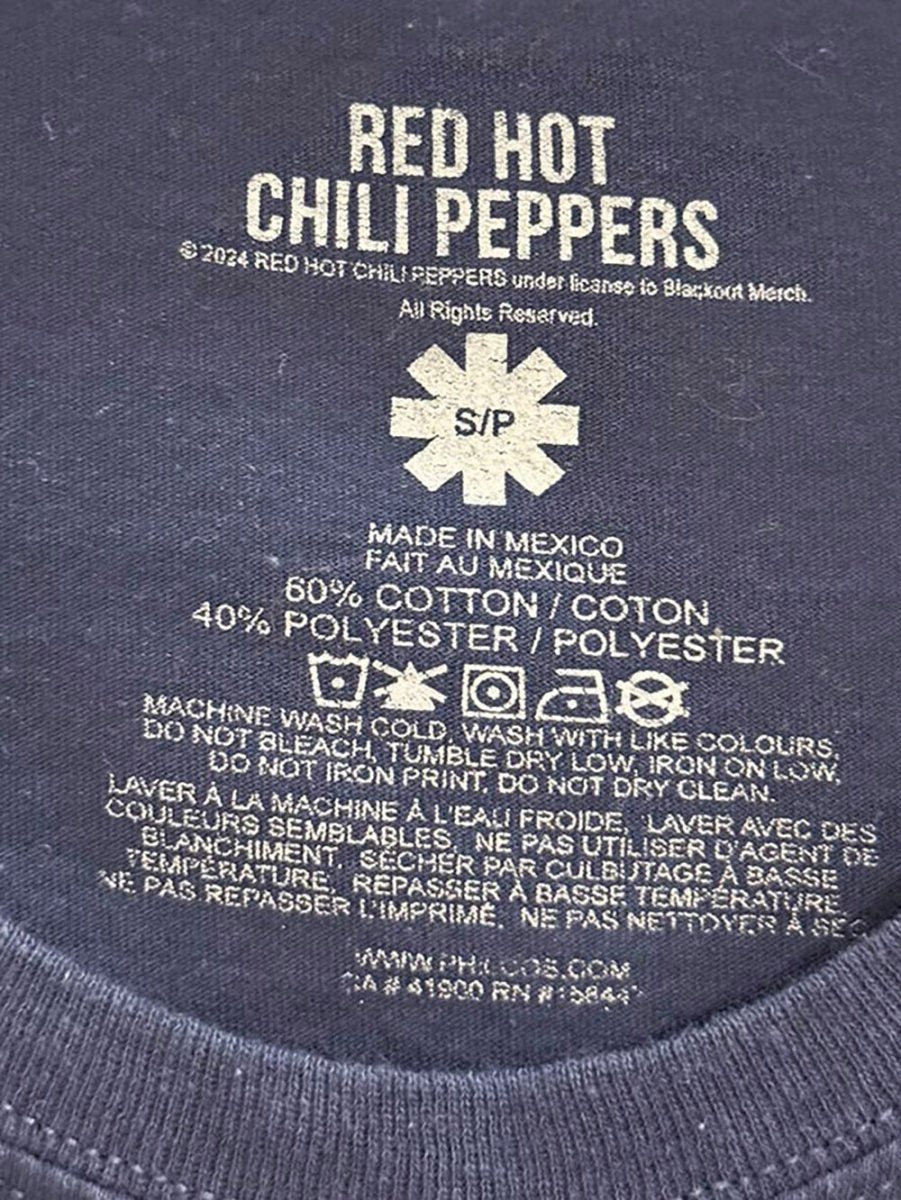 RED HOT
CHILI PEPPERS
© 2024 RED HOT CHILI PEPPERS under license to Blackout Merch.
All Rights Reserved.
S/P
MADE IN MEXICO
FAIT AU MEXIQUE
60% COTTON / COTON
40% POLYESTER / POLYESTER
MACHINE WASH COLD, WASH WITH LIKE COLOURS,
DO NOT BLEACH, TUMBLE DRY LOW, IRON ON LOW,
DO NOT IRON PRINT, DO NOT DRY CLEAN.
LAVER À LA MACHINE À L'EAU FROIDE, LAVER AVEC DES
COULEURS SEMBLABLES, NE PAS UTILISER D'AGENT DE
BLANCHIMENT, SÉCHER PAR CULBUTAGE À BASSE
TEMPÉRATURE, REPASSER À BASSE TEMPÉRATURE,
NE PAS REPASSER L'IMPRIMÉ, NE PAS NETTOYER À SEC.
CA # 41900 RN #